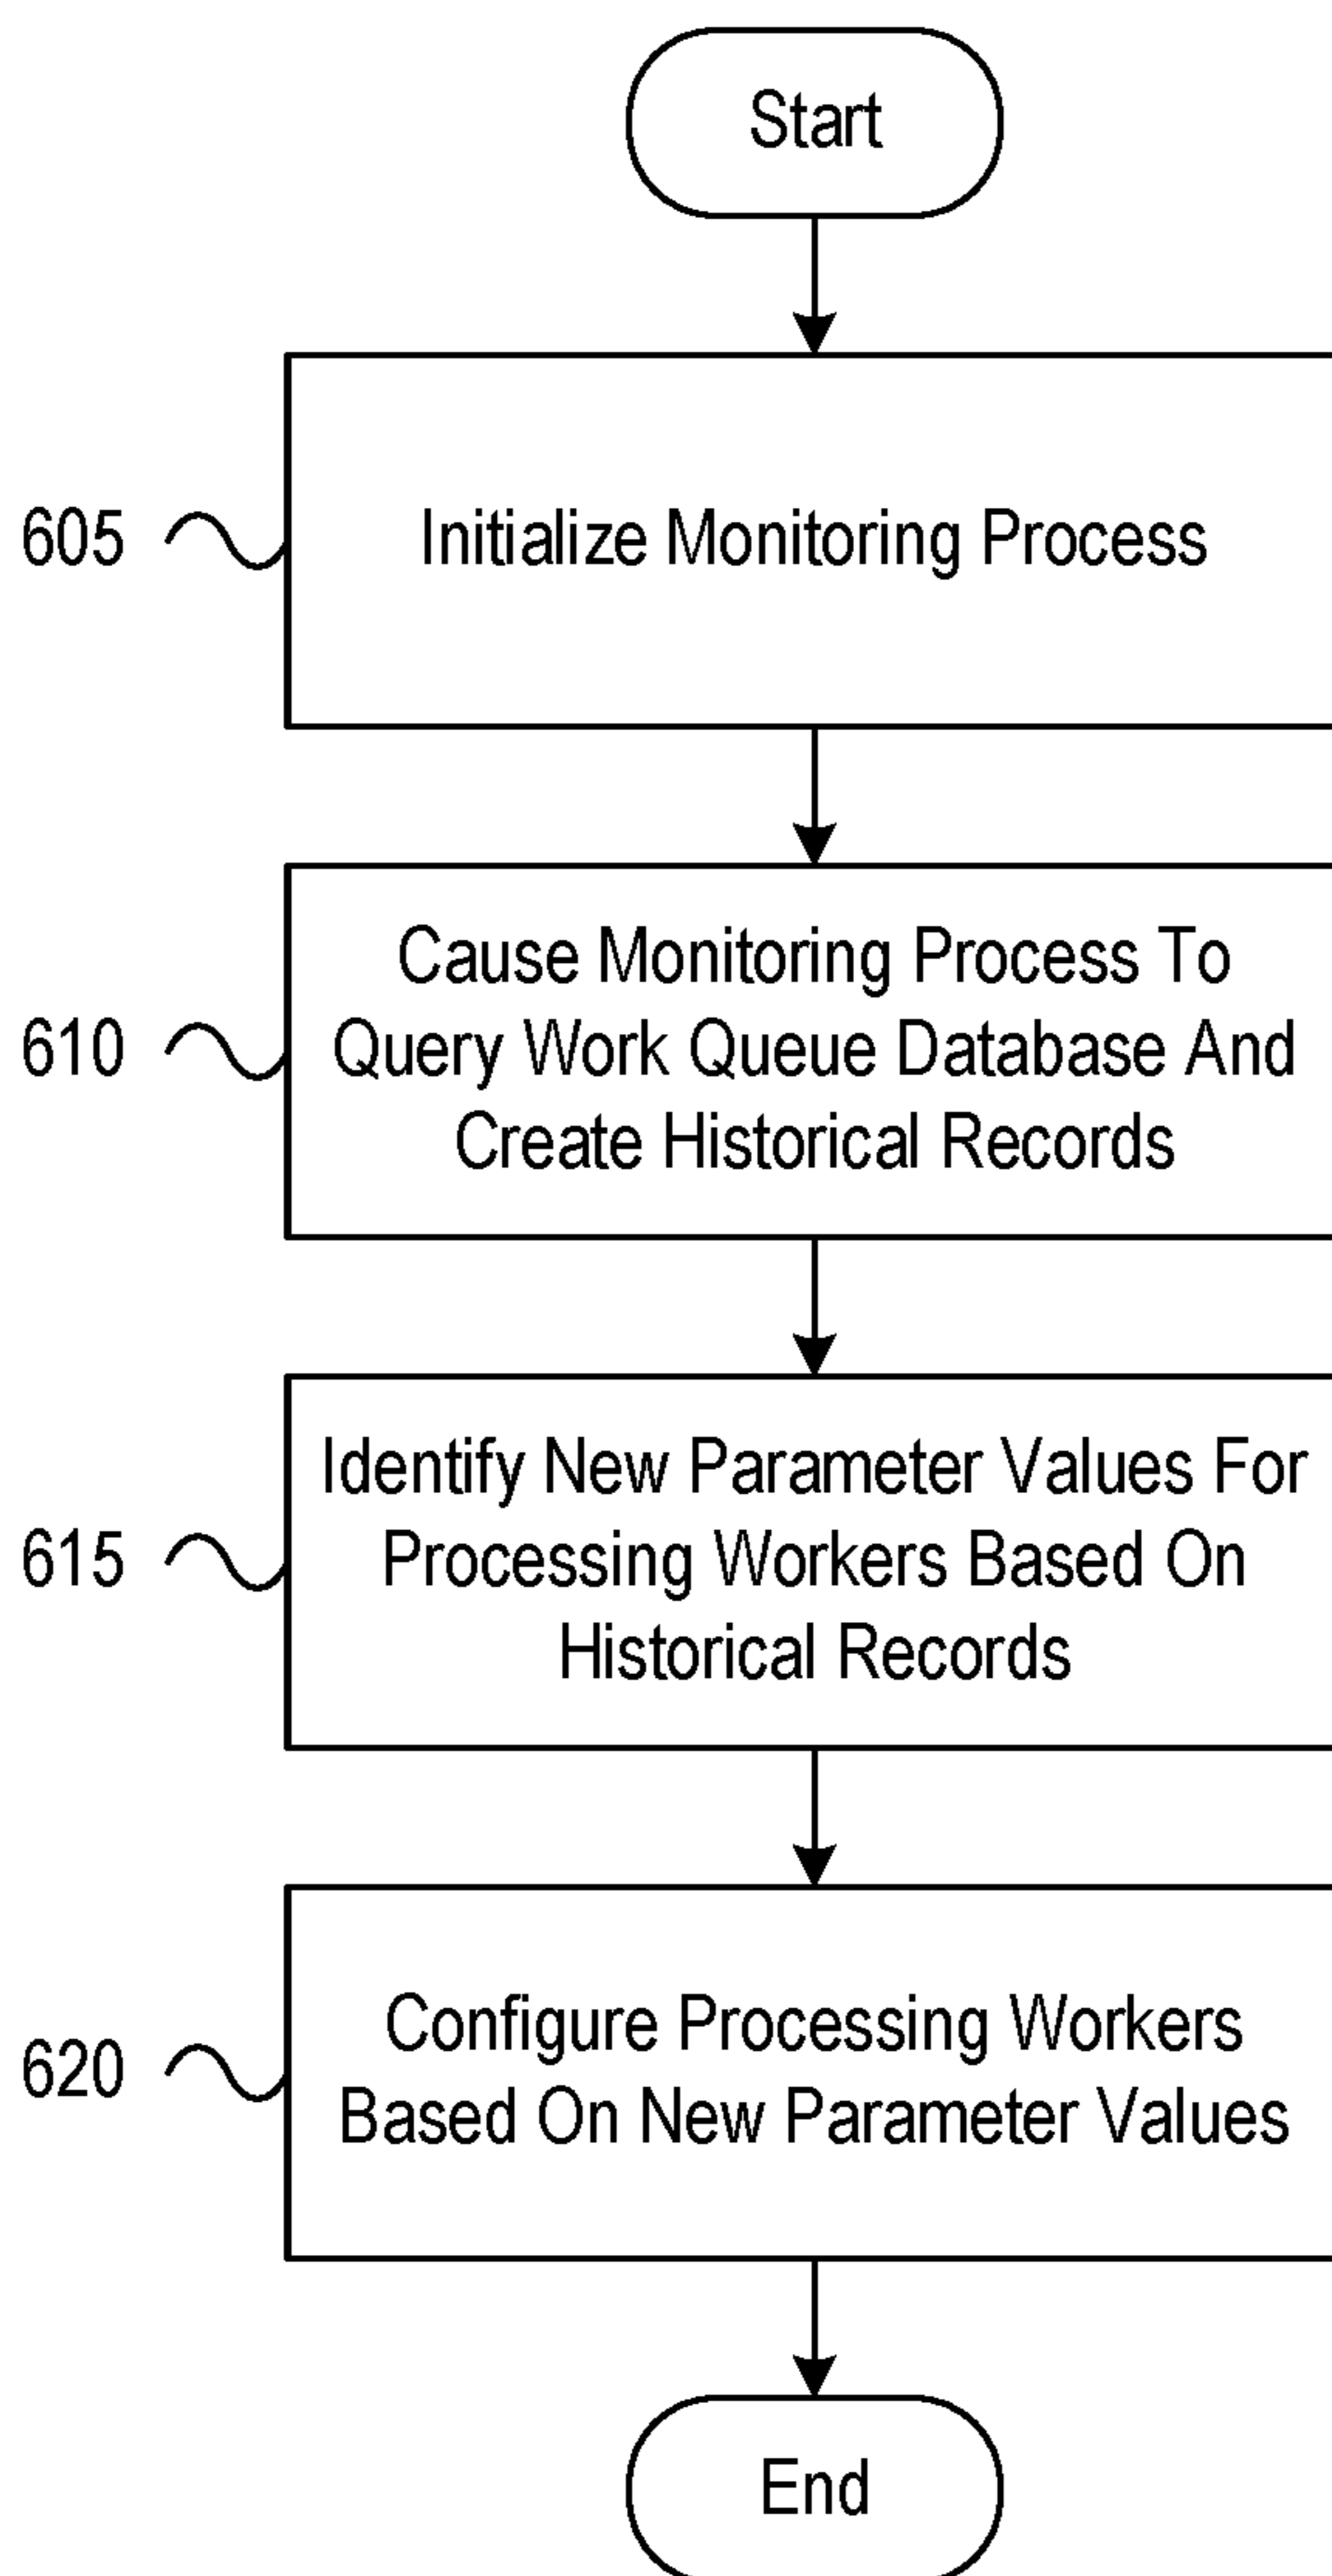 Start
605
Initialize Monitoring Process
610
Cause Monitoring Process To
Query Work Queue Database And
Create Historical Records
615
Identify New Parameter Values For
Processing Workers Based On
Historical Records
620
Configure Processing Workers
Based On New Parameter Values
End